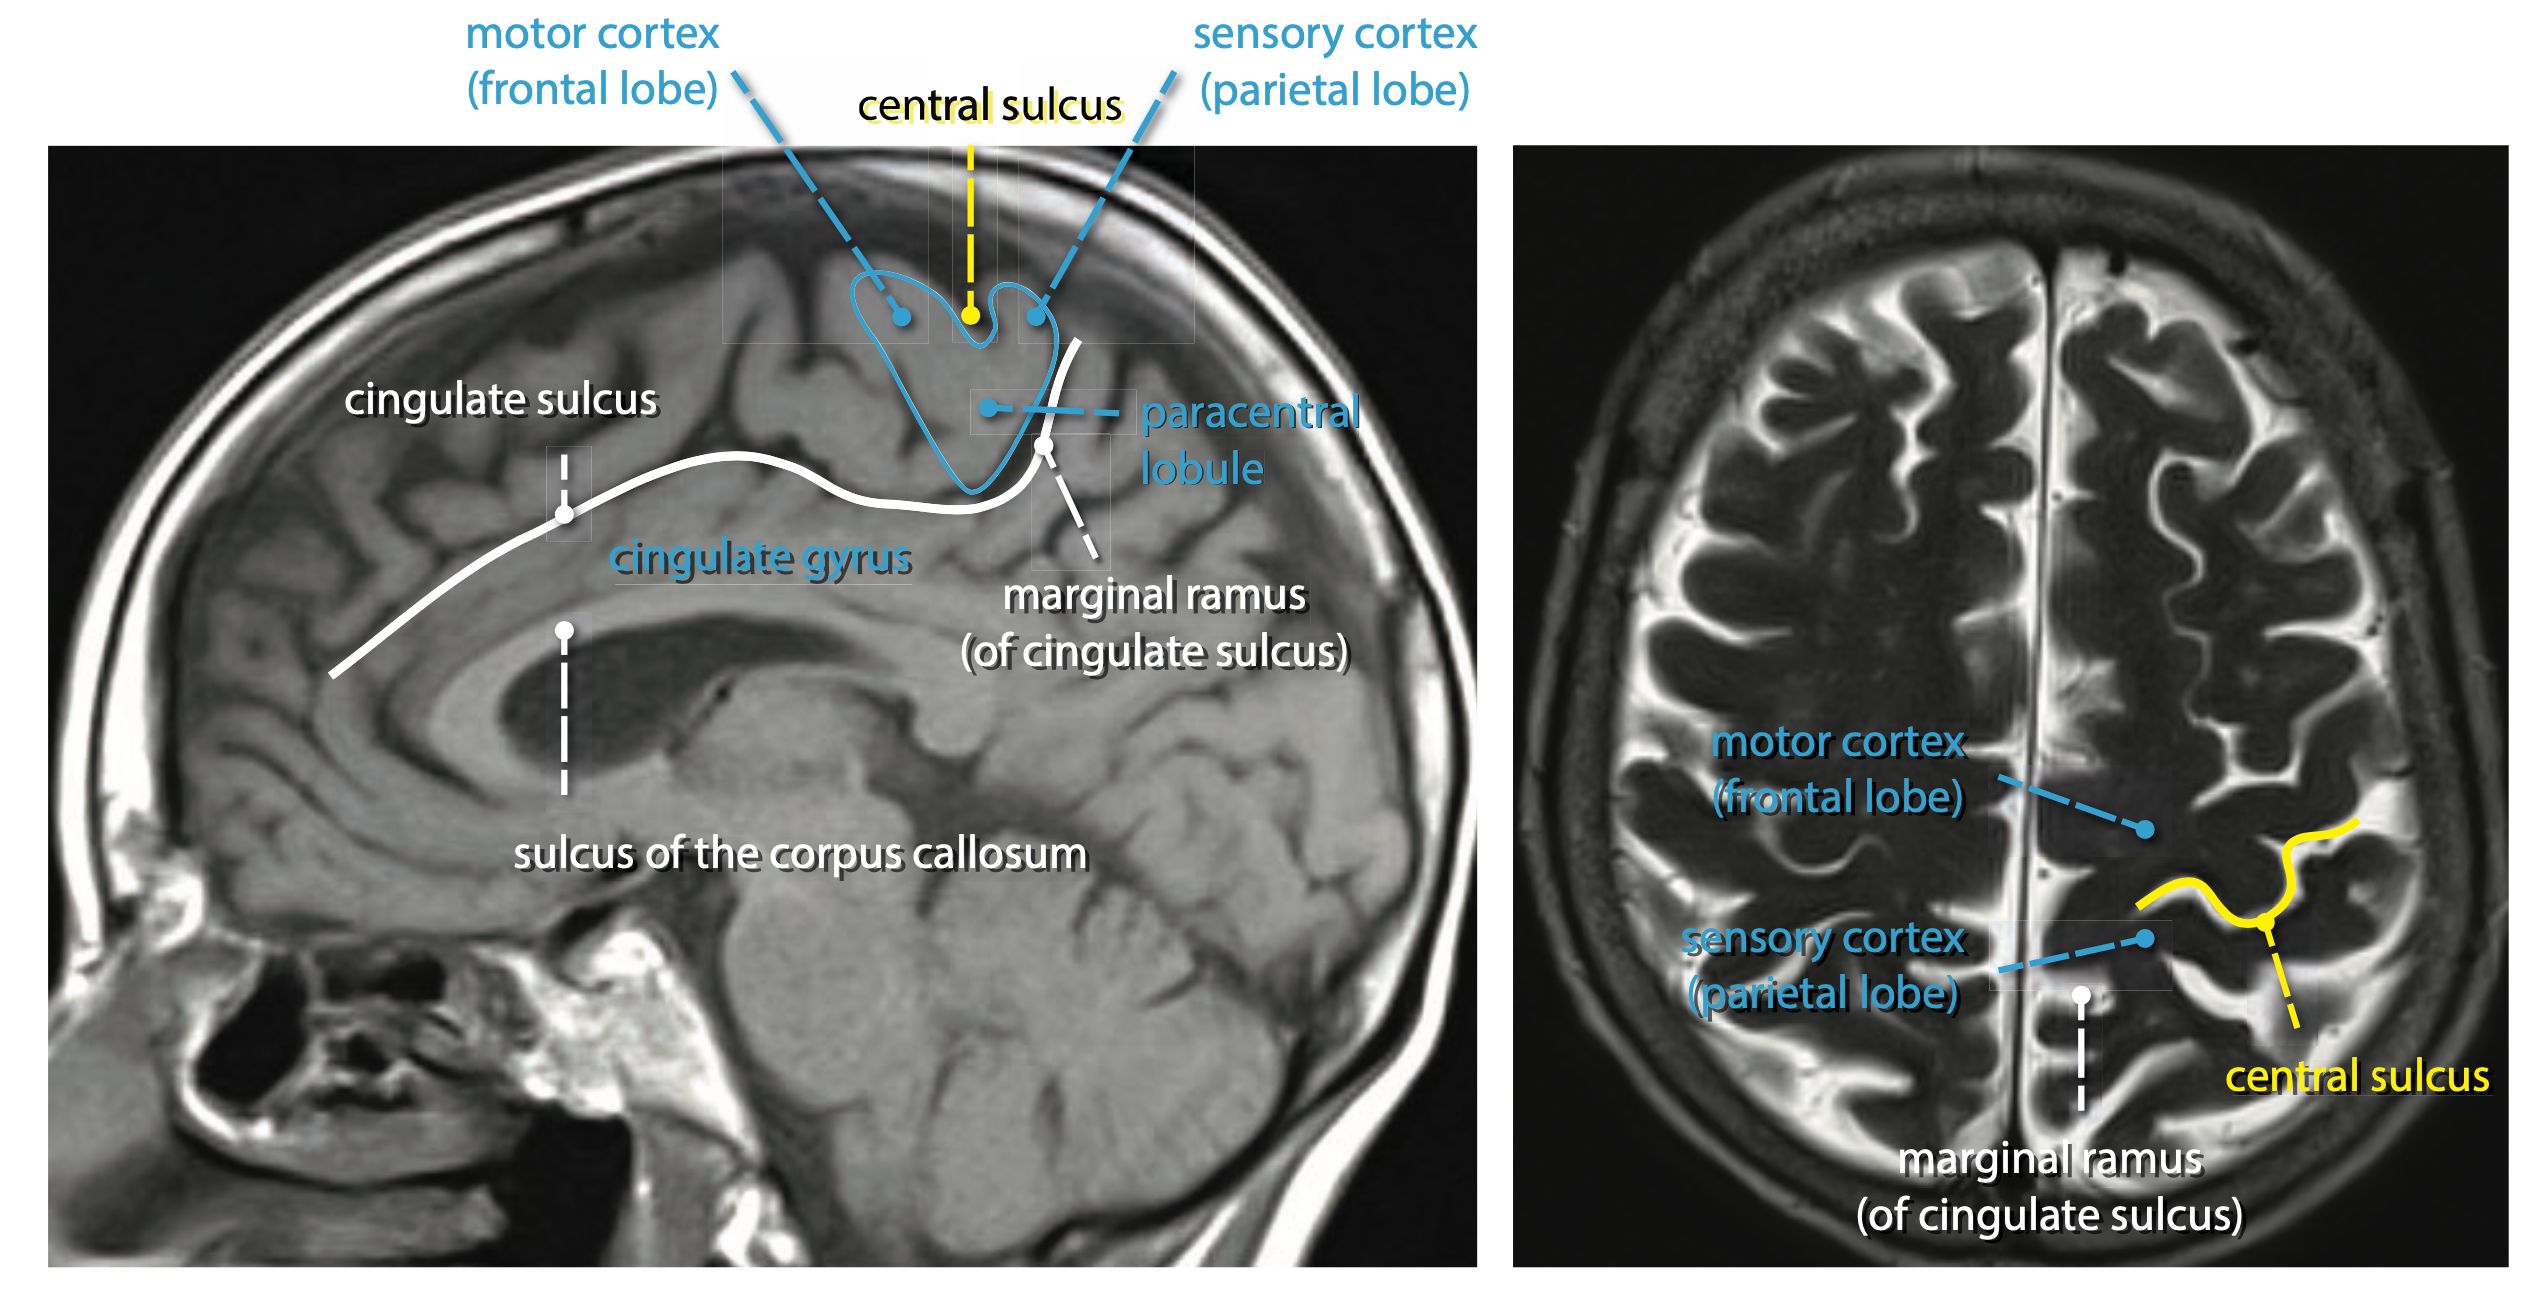 motor cortex
(frontal lobe)
central sulcus
sensory cortex
(parietal lobe)
cingulate sulcus
paracentral
lobule
cingulate gyrus
marginal ramus
(of cingulate sulcus)
sulcus of the corpus callosum
motor cortex
(frontal lobe)
sensory cortex
(parietal lobe)
central sulcus
marginal ramus
(of cingulate sulcus)